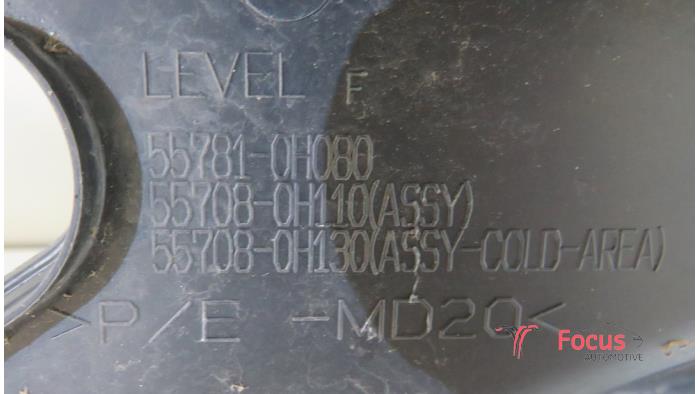 LEVEL F
55781-0H080
55708-0H110(ASSY)
55708-0H130(ASSY-COLD-AREA)
>P/E -MD20<
Focus
AUTOMOTIVE